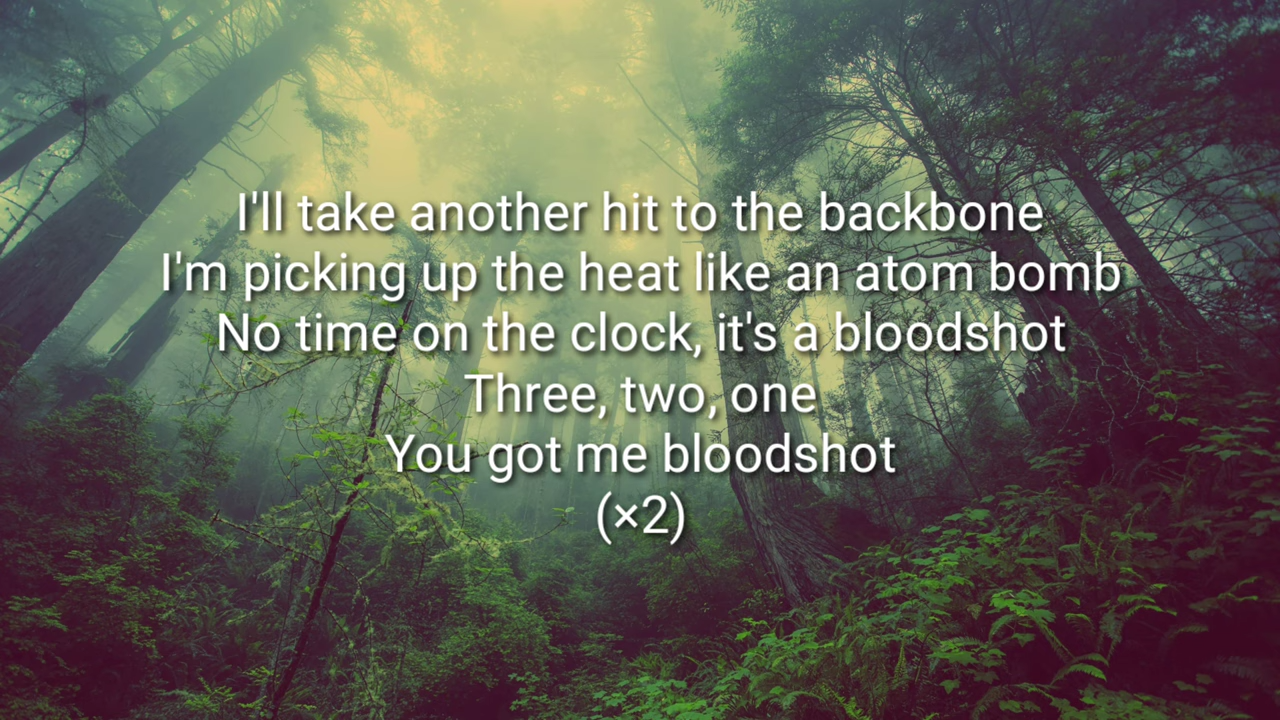 I'll take another hit to the backbone
I'm picking up the heat like an atom bomb
No time on the clock, it's a bloodshot
Three, two, one
You got me bloodshot
(×2)